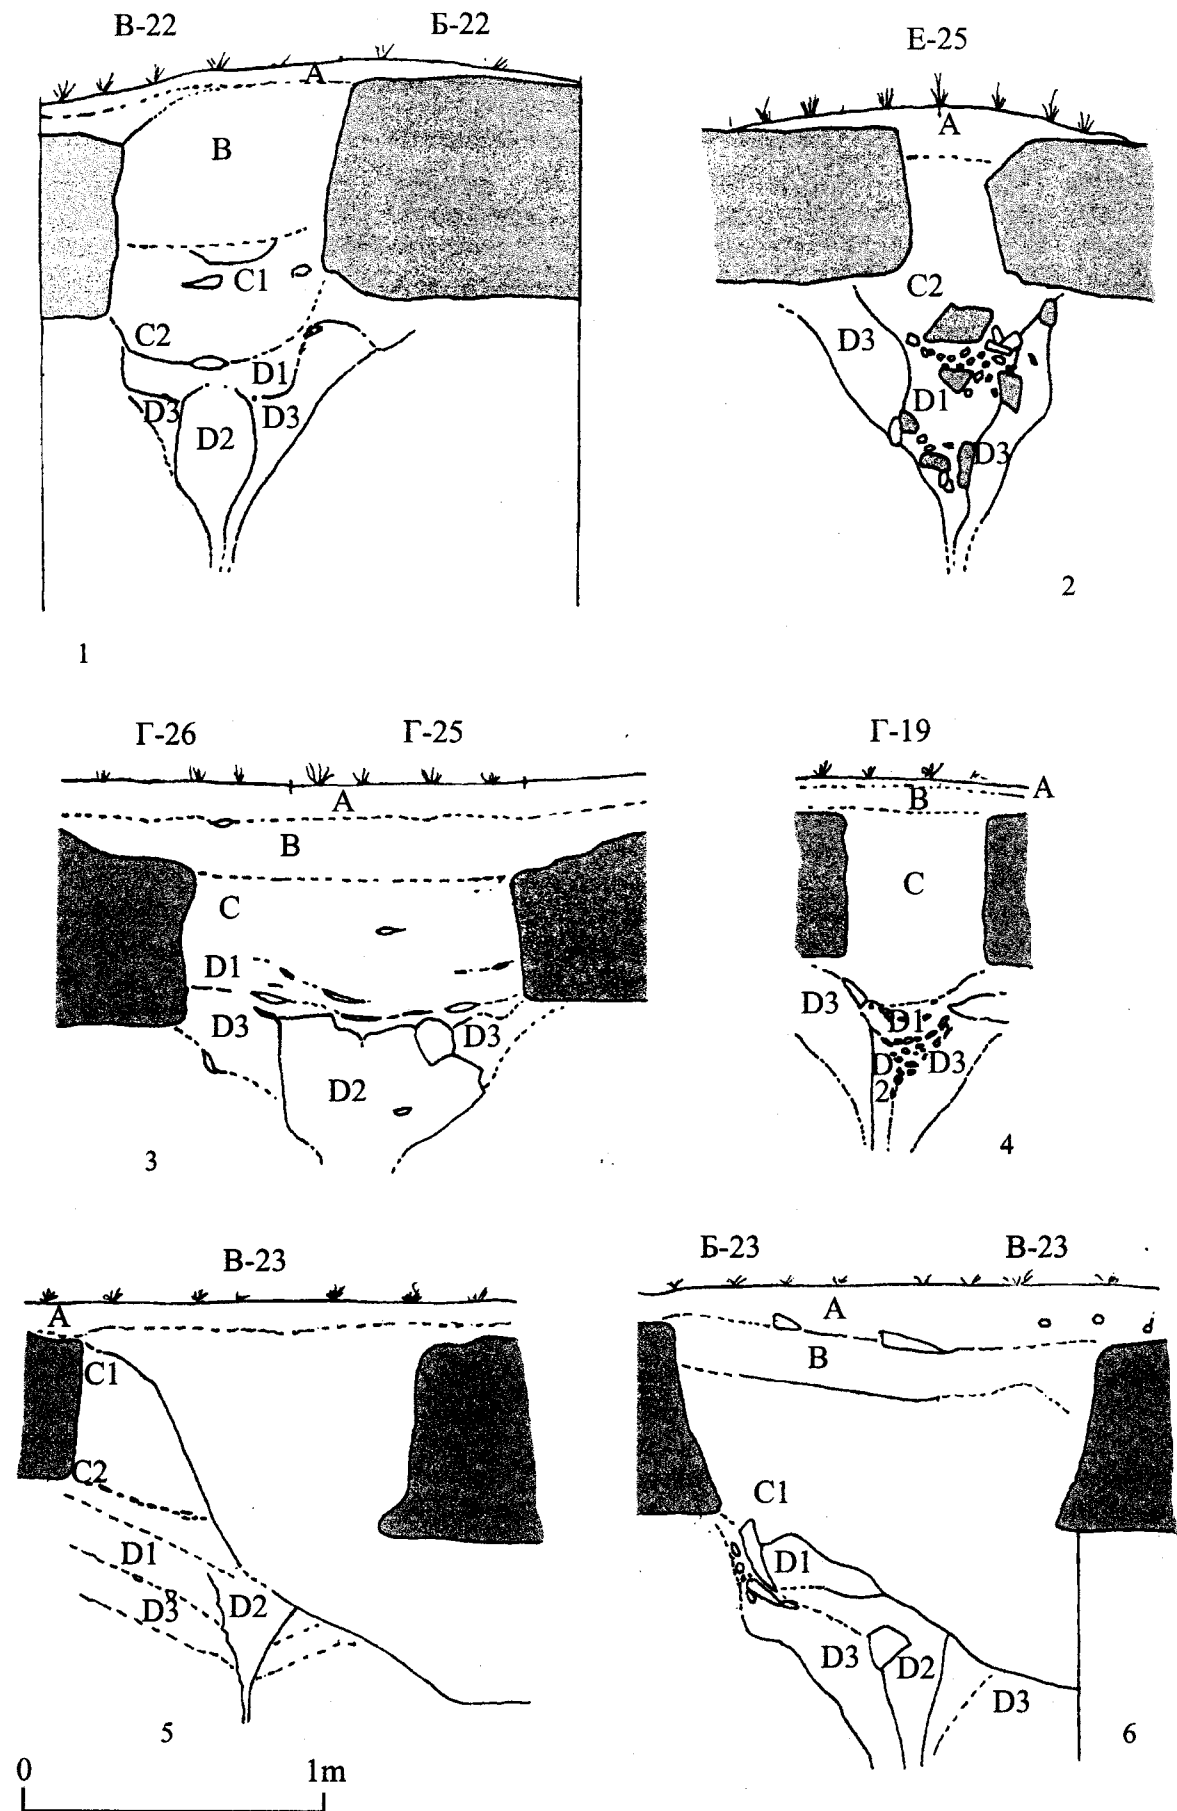 В-22 Б-22
A
B
C1
C2
D1
D3 D3
D2
1
Е-25
A
C2
D3
D1
D3
2
Г-26 Г-25
A
B
C
D1
D3 D3
D2
3
Г-19
A
B
C
D3 D1
D D3
2
4
В-23
A
C1
C2
D1
D3 D2
5
Б-23 В-23
A
B
C1
D1
D3 D2
D3
6
0 1m